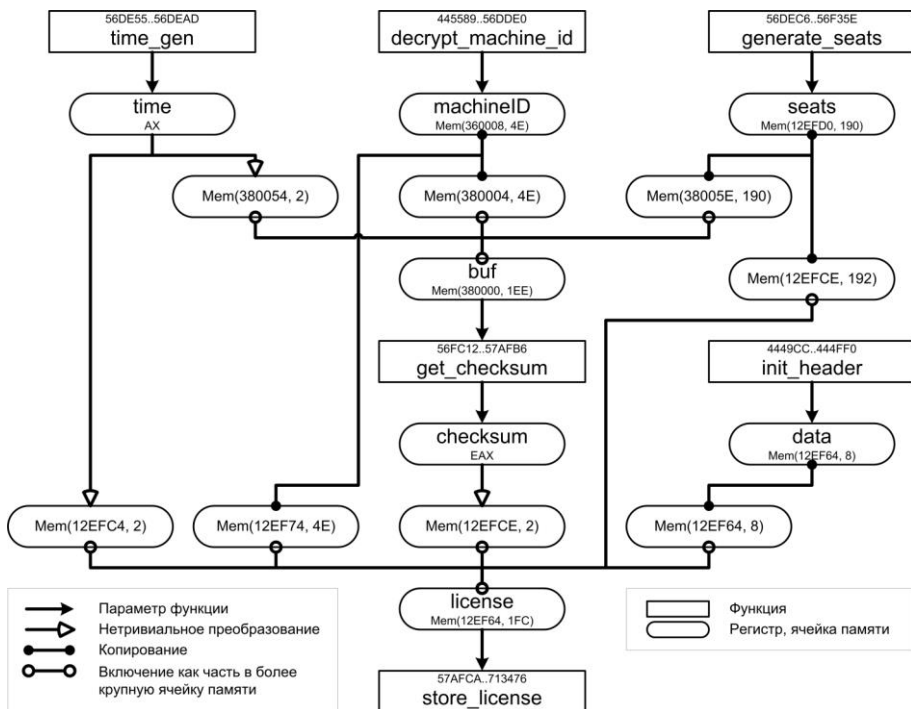 56DE55..56DEAD
time_gen
445589..56DDE0
decrypt_machine_id
56DEC6..56F35E
generate_seats
time
AX
machineID
Mem(360008, 4E)
seats
Mem(12EFD0, 190)
Mem(380054, 2)
Mem(380004, 4E)
Mem(38005E, 190)
buf
Mem(380000, 1EE)
Mem(12EFCE, 192)
56FC12..57AFB6
get_checksum
4449CC..444FF0
init_header
checksum
EAX
data
Mem(12EF64, 8)
Mem(12EFC4, 2)
Mem(12EF74, 4E)
Mem(12EFCE, 2)
Mem(12EF64, 8)
license
Mem(12EF64, 1FC)
57AFCA..713476
store_license
Параметр функции
Нетривиальное преобразование
Копирование
Включение как часть в более
крупную ячейку памяти
Функция
Регистр, ячейка памяти